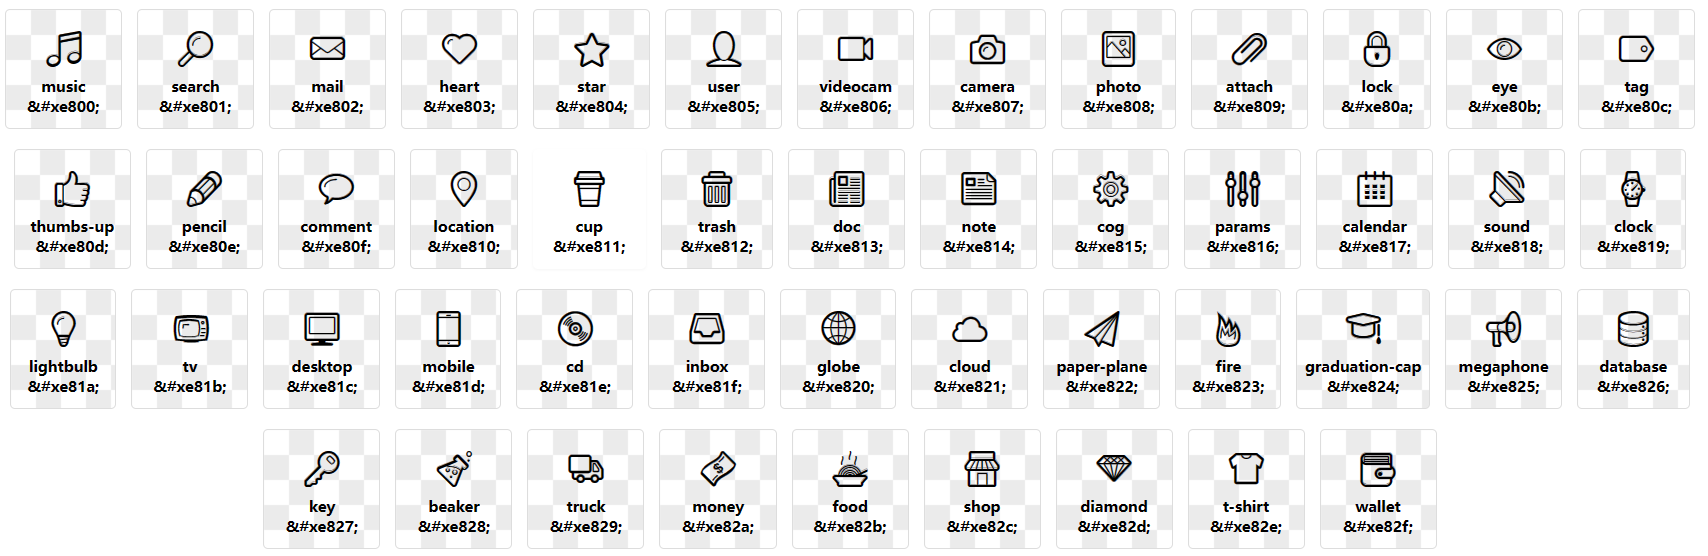 music search mail heart star user videocam camera photo attach lock eye tag
&#xe800; &#xe801; &#xe802; &#xe803; &#xe804; &#xe805; &#xe806; &#xe807; &#xe808; &#xe809; &#xe80a; &#xe80b; &#xe80c;
thumbs-up pencil comment location cup trash doc note cog params calendar sound clock
&#xe80d; &#xe80e; &#xe80f; &#xe810; &#xe811; &#xe812; &#xe813; &#xe814; &#xe815; &#xe816; &#xe817; &#xe818; &#xe819;
lightbulb tv desktop mobile cd inbox globe cloud paper-plane fire graduation-cap megaphone database
&#xe81a; &#xe81b; &#xe81c; &#xe81d; &#xe81e; &#xe81f; &#xe820; &#xe821; &#xe822; &#xe823; &#xe824; &#xe825; &#xe826;
key beaker truck money food shop diamond t-shirt wallet
&#xe827; &#xe828; &#xe829; &#xe82a; &#xe82b; &#xe82c; &#xe82d; &#xe82e; &#xe82f;